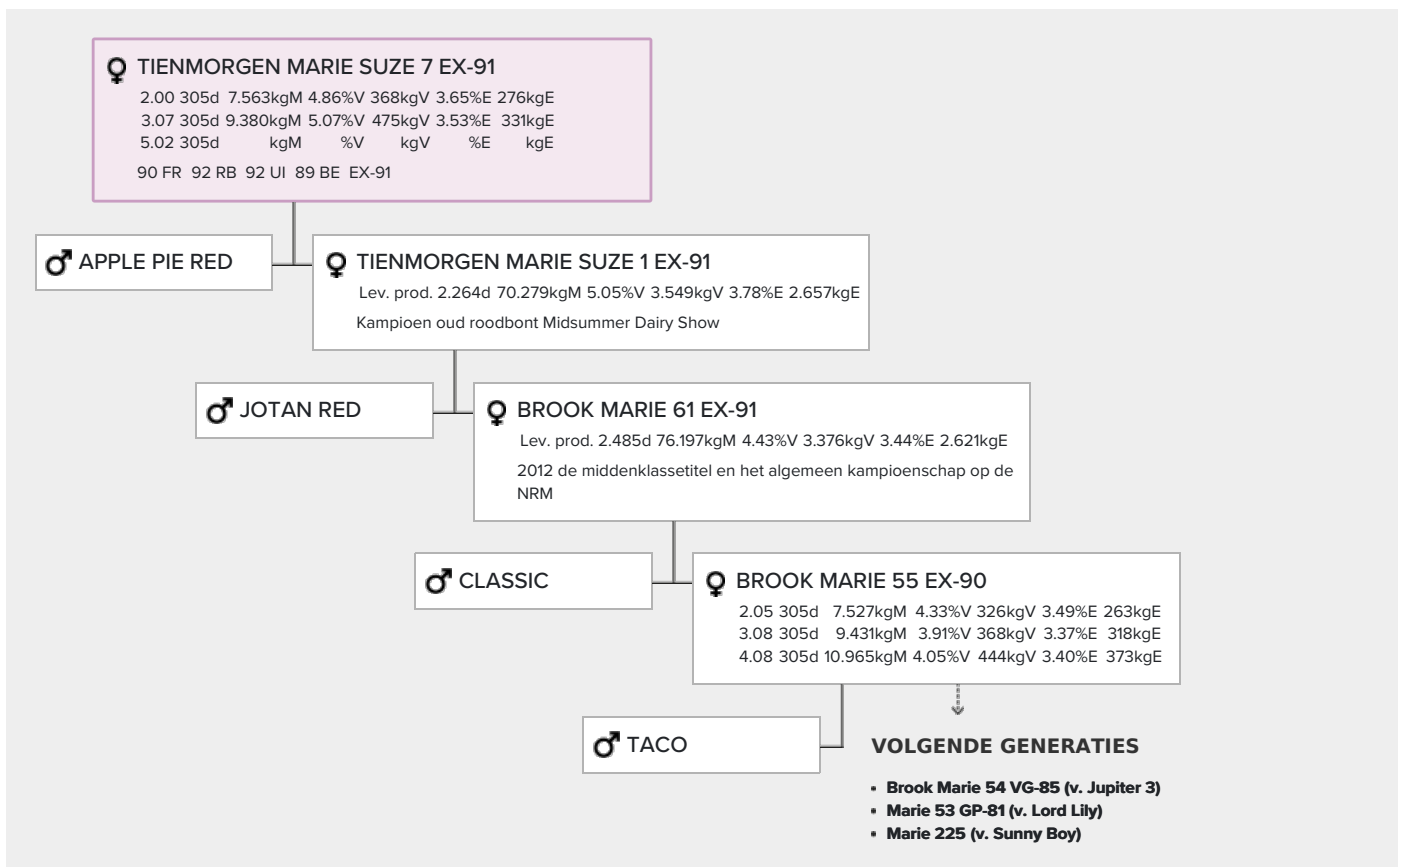 TIENMORGEN MARIE SUZE 7 EX-91
2.00 305d 7.563kgM 4.86%V 368kgV 3.65%E 276kgE
3.07 305d 9.380kgM 5.07%V 475kgV 3.53%E 331kgE
5.02 305d kgM %V kgV %E kgE
90 FR 92 RB 92 UI 89 BE EX-91
APPLE PIE RED
TIENMORGEN MARIE SUZE 1 EX-91
Lev. prod. 2.264d 70.279kgM 5.05%V 3.549kgV 3.78%E 2.657kgE
Kampioen oud roodbont Midsummer Dairy Show
JOTAN RED
BROOK MARIE 61 EX-91
Lev. prod. 2.485d 76.197kgM 4.43%V 3.376kgV 3.44%E 2.621kgE
2012 de middenklassetitel en het algemeen kampioenschap op de
NRM
CLASSIC
BROOK MARIE 55 EX-90
2.05 305d 7.527kgM 4.33%V 326kgV 3.49%E 263kgE
3.08 305d 9.431kgM 3.91%V 368kgV 3.37%E 318kgE
4.08 305d 10.965kgM 4.05%V 444kgV 3.40%E 373kgE
TACO
VOLGENDE GENERATIES
• Brook Marie 54 VG-85 (v. Jupiter 3)
• Marie 53 GP-81 (v. Lord Lily)
• Marie 225 (v. Sunny Boy)